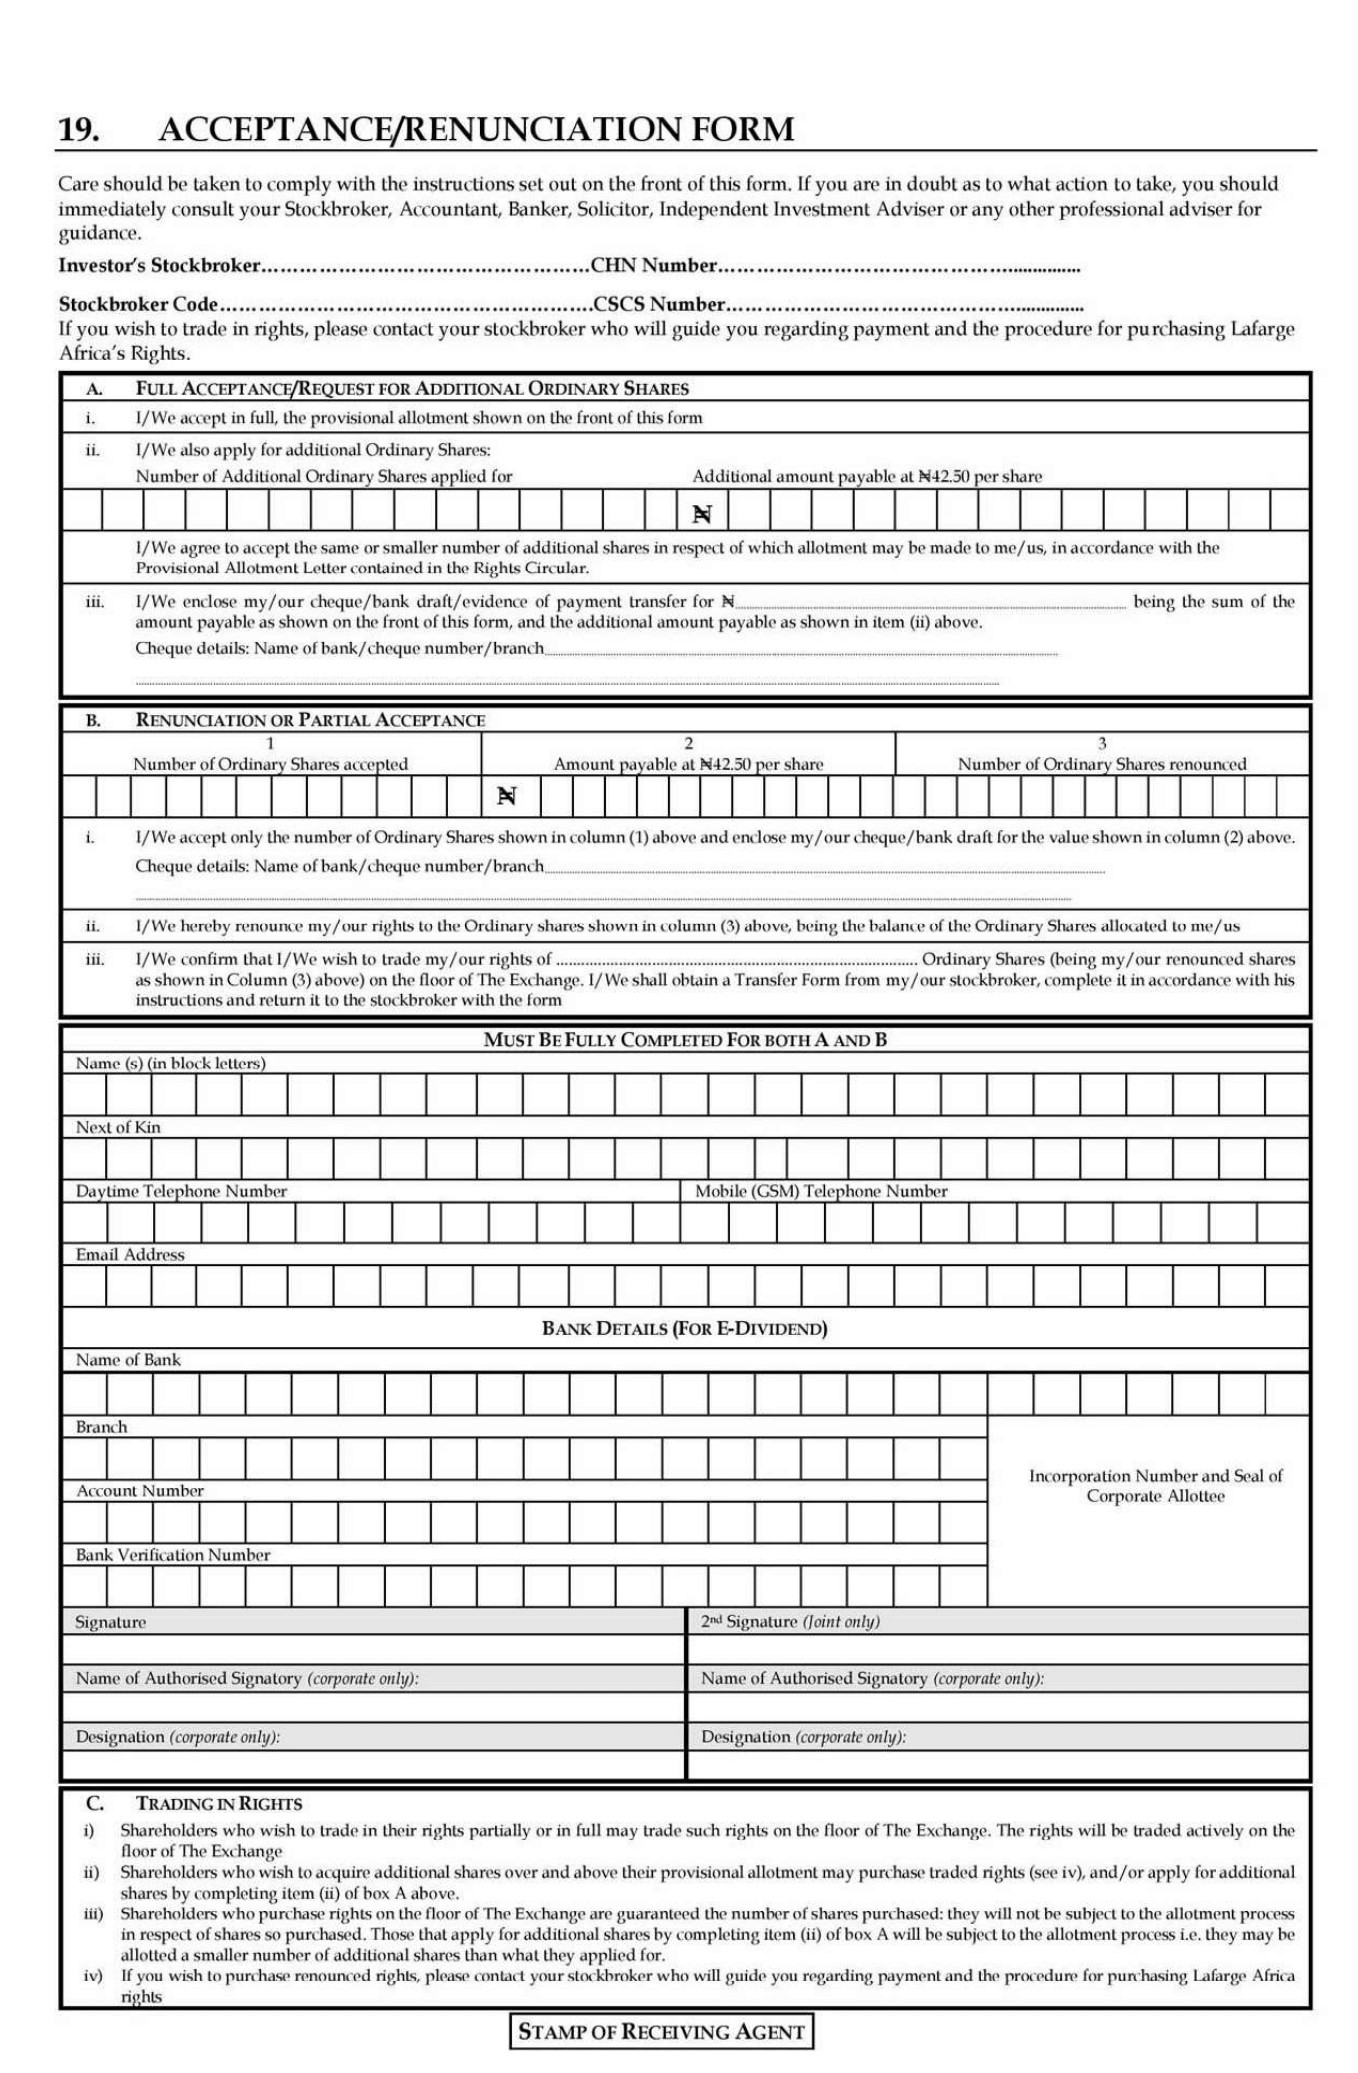 19. ACCEPTANCE/RENUNCIATION FORM
Care should be taken to comply with the instructions set out on the front of this form. If you are in doubt as to what action to take, you should
immediately consult your Stockbroker, Accountant, Banker, Solicitor, Independent Investment Adviser or any other professional adviser for
guidance.
Investor's Stockbroker……………………………………………CHN Number……………………………………..............
Stockbroker Code………………………………………………….CSCS Number……………………………………..............
If you wish to trade in rights, please contact your stockbroker who will guide you regarding payment and the procedure for purchasing Lafarge
Africa's Rights.
A. FULL ACCEPTANCE/REQUEST FOR ADDITIONAL ORDINARY SHARES
i. I/We accept in full, the provisional allotment shown on the front of this form
ii. I/We also apply for additional Ordinary Shares:
Number of Additional Ordinary Shares applied for Additional amount payable at ₦42.50 per share
₦
I/We agree to accept the same or smaller number of additional shares in respect of which allotment may be made to me/us, in accordance with the
Provisional Allotment Letter contained in the Rights Circular.
iii. I/We enclose my/our cheque/bank draft/evidence of payment transfer for ₦ being the sum of the
amount payable as shown on the front of this form, and the additional amount payable as shown in item (ii) above.
Cheque details: Name of bank/cheque number/branch
B. RENUNCIATION OR PARTIAL ACCEPTANCE
1 2 3
Number of Ordinary Shares accepted Amount payable at ₦42.50 per share Number of Ordinary Shares renounced
₦
i. I/We accept only the number of Ordinary Shares shown in column (1) above and enclose my/our cheque/bank draft for the value shown in column (2) above.
Cheque details: Name of bank/cheque number/branch
ii. I/We hereby renounce my/our rights to the Ordinary shares shown in column (3) above, being the balance of the Ordinary Shares allocated to me/us
iii. I/We confirm that I/We wish to trade my/our rights of ................................ Ordinary Shares (being my/our renounced shares
as shown in Column (3) above) on the floor of The Exchange. I/We shall obtain a Transfer Form from my/our stockbroker, complete it in accordance with his
instructions and return it to the stockbroker with the form
MUST BE FULLY COMPLETED FOR BOTH A AND B
Name (s) (in block letters)
Next of Kin
Daytime Telephone Number Mobile (GSM) Telephone Number
Email Address
BANK DETAILS (FOR E-DIVIDEND)
Name of Bank
Branch
Incorporation Number and Seal of
Corporate Allottee
Account Number
Bank Verification Number
Signature 2nd Signature (Joint only)
Name of Authorised Signatory (corporate only): Name of Authorised Signatory (corporate only):
Designation (corporate only): Designation (corporate only):
C. TRADING IN RIGHTS
i) Shareholders who wish to trade in their rights partially or in full may trade such rights on the floor of The Exchange. The rights will be traded actively on the
floor of The Exchange
ii) Shareholders who wish to acquire additional shares over and above their provisional allotment may purchase traded rights (see iv), and/or apply for additional
shares by completing item (ii) of box A above.
iii) Shareholders who purchase rights on the floor of The Exchange are guaranteed the number of shares purchased: they will not be subject to the allotment process
in respect of shares so purchased. Those that apply for additional shares by completing item (ii) of box A will be subject to the allotment process i.e. they may be
allotted a smaller number of additional shares than what they applied for.
iv) If you wish to purchase renounced rights, please contact your stockbroker who will guide you regarding payment and the procedure for purchasing Lafarge Africa
rights
STAMP OF RECEIVING AGENT